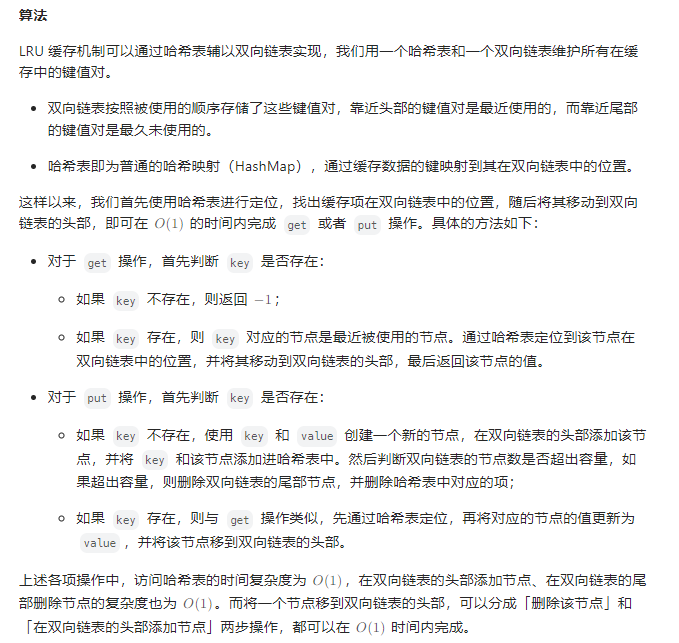 算法
LRU 缓存机制可以通过哈希表辅以双向链表实现，我们用一个哈希表和一个双向链表维护所有在缓
存中的键值对。
• 双向链表按照被使用的顺序存储了这些键值对，靠近头部的键值对是最近使用的，而靠近尾部
的键值对是最久未使用的。
• 哈希表即为普通的哈希映射（HashMap），通过缓存数据的键映射到其在双向链表中的位置。
这样以来，我们首先使用哈希表进行定位，找出缓存项在双向链表中的位置，随后将其移动到双向
链表的头部，即可在 O(1) 的时间内完成 get 或者 put 操作。具体的方法如下：
• 对于 get 操作，首先判断 key 是否存在：
○ 如果 key 不存在，则返回 −1；
○ 如果 key 存在，则 key 对应的节点是最近被使用的节点。通过哈希表定位到该节点在
双向链表中的位置，并将其移动到双向链表的头部，最后返回该节点的值。
• 对于 put 操作，首先判断 key 是否存在：
○ 如果 key 不存在，使用 key 和 value 创建一个新的节点，在双向链表的头部添加该节
点，并将 key 和该节点添加进哈希表中。然后判断双向链表的节点数是否超出容量，如
果超出容量，则删除双向链表的尾部节点，并删除哈希表中对应的项；
○ 如果 key 存在，则与 get 操作类似，先通过哈希表定位，再将对应的节点的值更新为
value ，并将该节点移到双向链表的头部。
上述各项操作中，访问哈希表的时间复杂度为 O(1)，在双向链表的头部添加节点、在双向链表的尾
部删除节点的复杂度也为 O(1)。而将一个节点移到双向链表的头部，可以分成「删除该节点」和
「在双向链表的头部添加节点」两步操作，都可以在 O(1) 时间内完成。